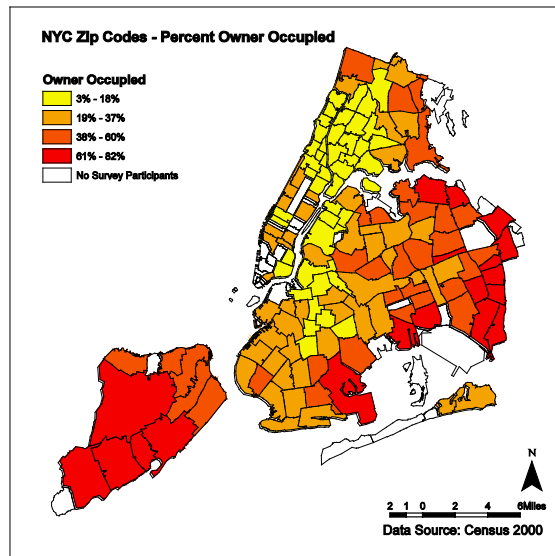 NYC Zip Codes - Percent Owner Occupied
Owner Occupied
3% - 18%
19% - 37%
38% - 60%
61% - 82%
No Survey Participants
N
2 1 0 2 4 6Miles
Data Source: Census 2000